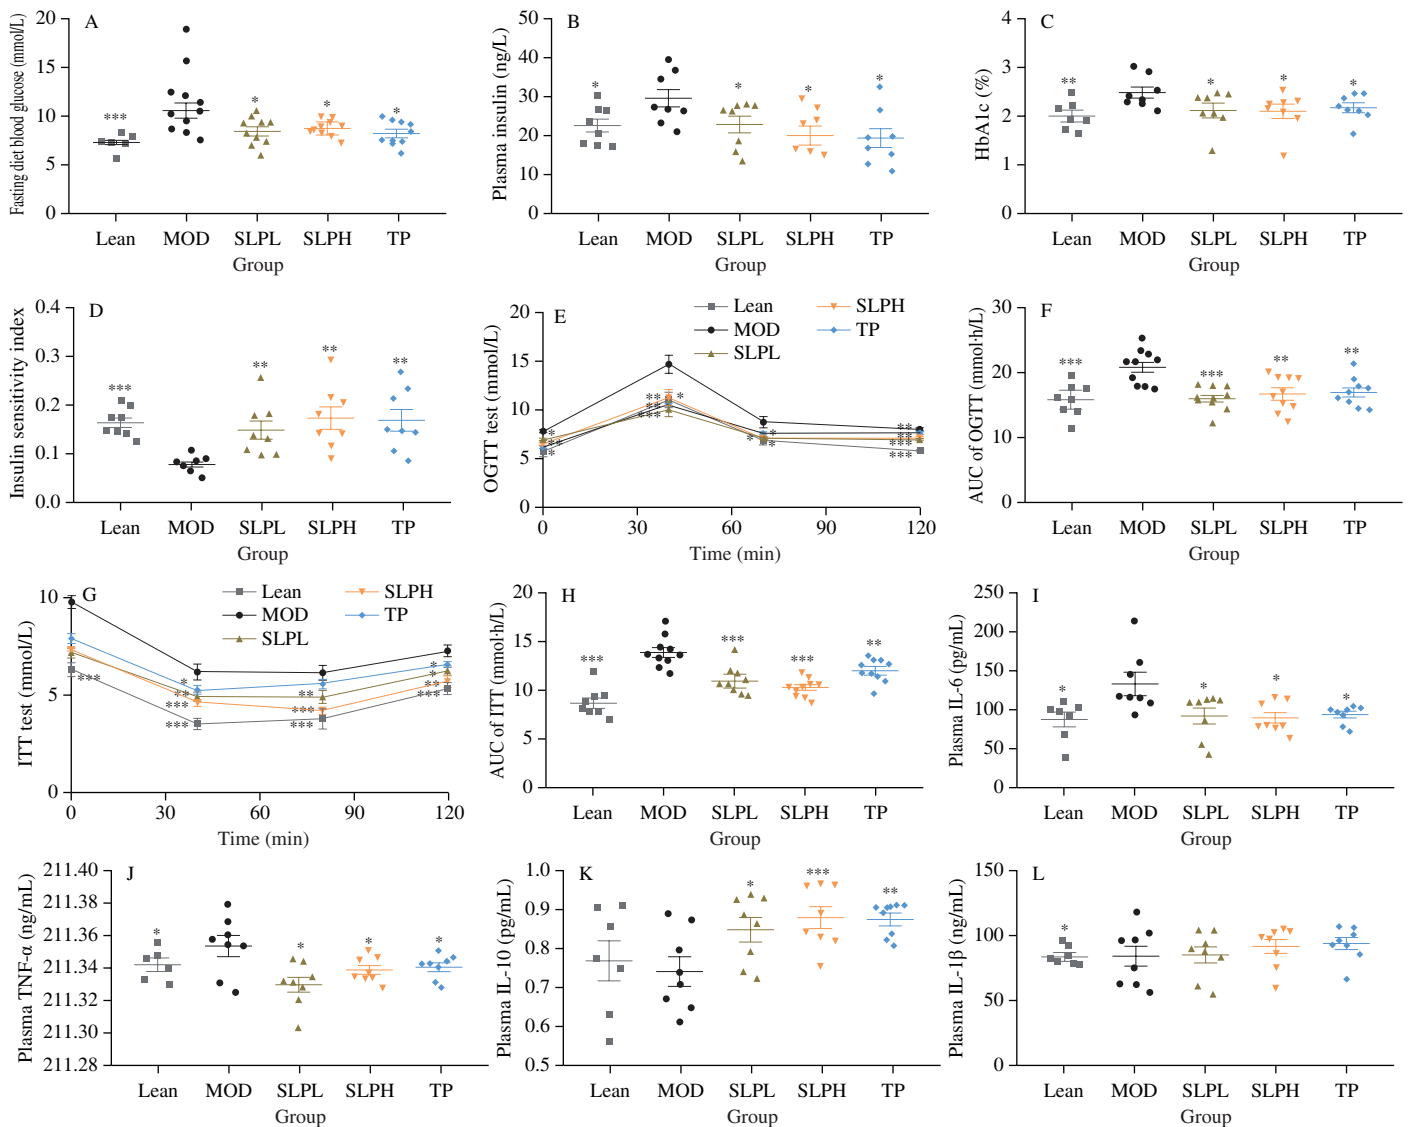 A
Fasting diet blood glucose (mmol/L)
20
15
10
5
0
***
*
*
*
Lean MOD SLPL SLPH TP
Group
B
Plasma insulin (ng/L)
50
40
30
20
10
0
*
*
*
*
Lean MOD SLPL SLPH TP
Group
C
HbA1c (%)
4
3
2
1
0
**
*
*
*
Lean MOD SLPL SLPH TP
Group
D
Insulin sensitivity index
0.4
0.3
0.2
0.1
0.0
***
**
**
**
Lean MOD SLPL SLPH TP
Group
E
OGTT test (mmol/L)
20
15
10
5
0
Lean
MOD
SLPL
SLPH
TP
0 30 60 90 120
Time (min)
F
AUC of OGTT (mmol·h/L)
30
20
10
0
***
***
**
**
Lean MOD SLPL SLPH TP
Group
G
ITT test (mmol/L)
10
5
0
Lean
MOD
SLPL
SLPH
TP
***
*
**
***
***
**
***
***
*
*
**
***
0 30 60 90 120
Time (min)
H
AUC of ITT (mmol·h/L)
20
15
10
5
0
***
***
***
**
Lean MOD SLPL SLPH TP
Group
I
Plasma IL-6 (pg/mL)
250
200
150
100
50
0
*
*
*
*
Lean MOD SLPL SLPH TP
Group
J
Plasma TNF-α (ng/mL)
211.40
211.38
211.36
211.34
211.32
211.30
211.28
*
*
*
*
Lean MOD SLPL SLPH TP
Group
K
Plasma IL-10 (pg/mL)
1.0
0.9
0.8
0.7
0.6
0.5
*
***
**
Lean MOD SLPL SLPH TP
Group
L
Plasma IL-1β (ng/mL)
150
100
50
0
*
Lean MOD SLPL SLPH TP
Group